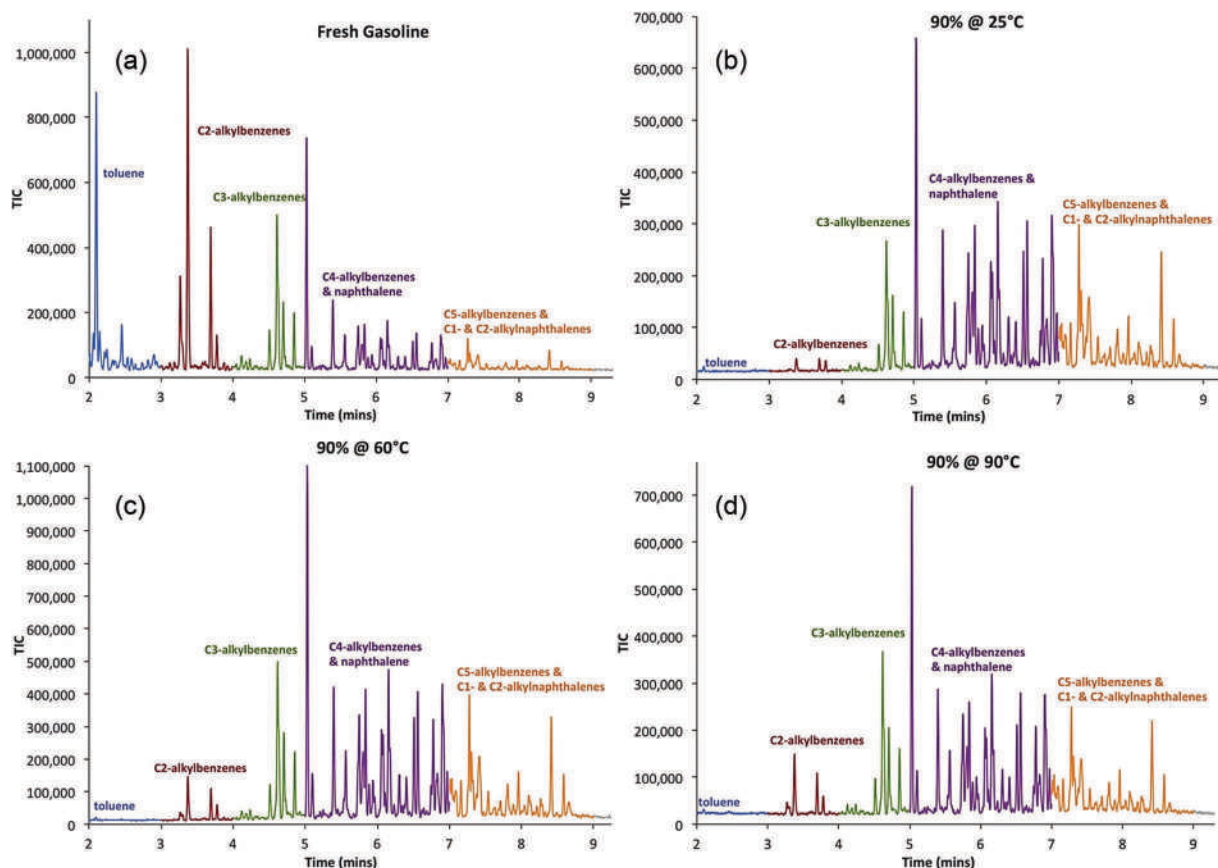 Fresh Gasoline
(a)
1,000,000
800,000
600,000
400,000
200,000
0
TIC
toluene
C2-alkylbenzenes
C3-alkylbenzenes
C4-alkylbenzenes
& naphthalene
C5-alkylbenzenes &
C1- & C2-alkylnaphthalenes
2 3 4 5 6 7 8 9
Time (mins)
90% @ 25°C
(b)
700,000
600,000
500,000
400,000
300,000
200,000
100,000
0
TIC
toluene
C2-alkylbenzenes
C3-alkylbenzenes
C4-alkylbenzenes &
naphthalene
C5-alkylbenzenes &
C1- & C2-alkylnaphthalenes
2 3 4 5 6 7 8 9
Time (mins)
90% @ 60°C
(c)
1,100,000
1,000,000
900,000
800,000
700,000
600,000
500,000
400,000
300,000
200,000
100,000
0
TIC
toluene
C2-alkylbenzenes
C3-alkylbenzenes
C4-alkylbenzenes
& naphthalene
C5-alkylbenzenes &
C1- & C2-alkylnaphthalenes
2 3 4 5 6 7 8 9
Time (mins)
90% @ 90°C
(d)
700,000
600,000
500,000
400,000
300,000
200,000
100,000
0
TIC
toluene
C2-alkylbenzenes
C3-alkylbenzenes
C4-alkylbenzenes
& naphthalene
C5-alkylbenzenes &
C1- & C2-alkylnaphthalenes
2 3 4 5 6 7 8 9
Time (mins)